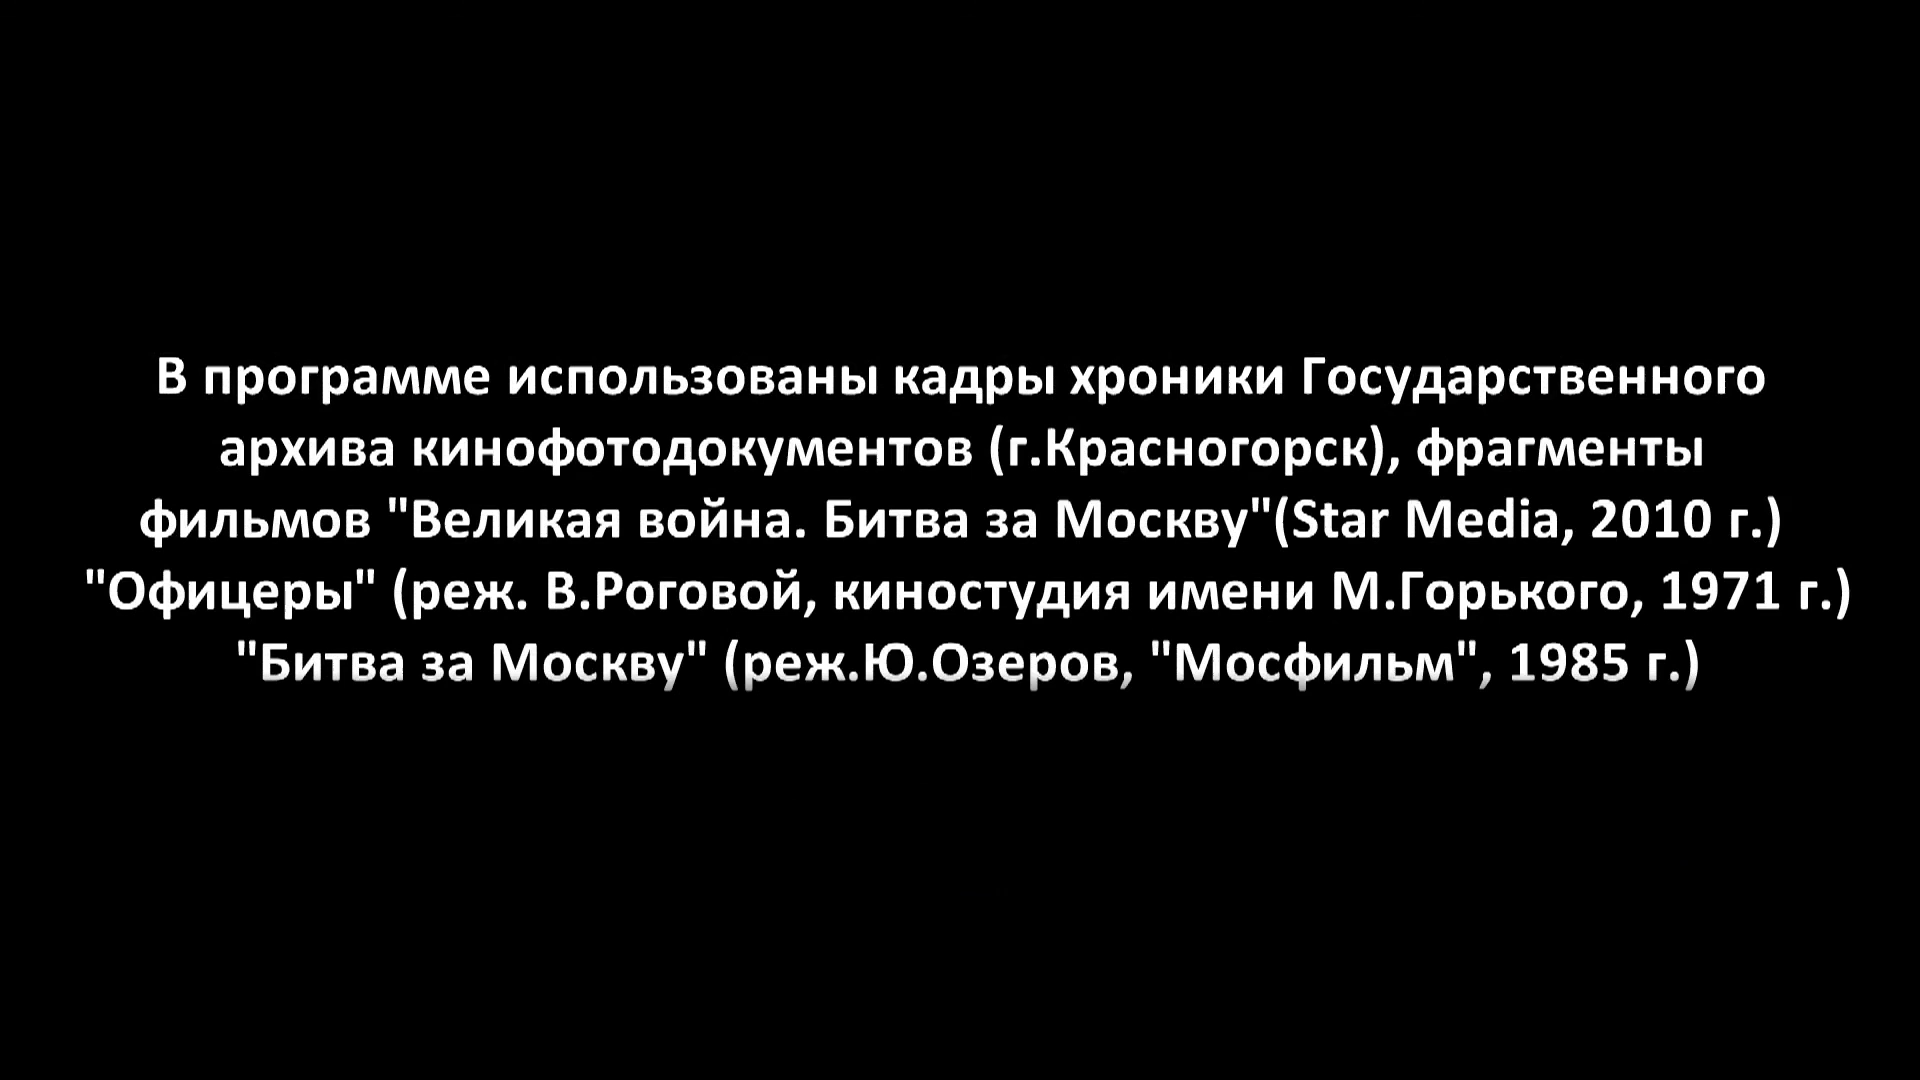 В программе использованы кадры хроники Государственного
архива кинофотодокументов (г.Красногорск), фрагменты
фильмов "Великая война. Битва за Москву"(Star Media, 2010 г.)
"Офицеры" (реж. В.Роговой, киностудия имени М.Горького, 1971 г.)
"Битва за Москву" (реж.Ю.Озеров, "Мосфильм", 1985 г.)